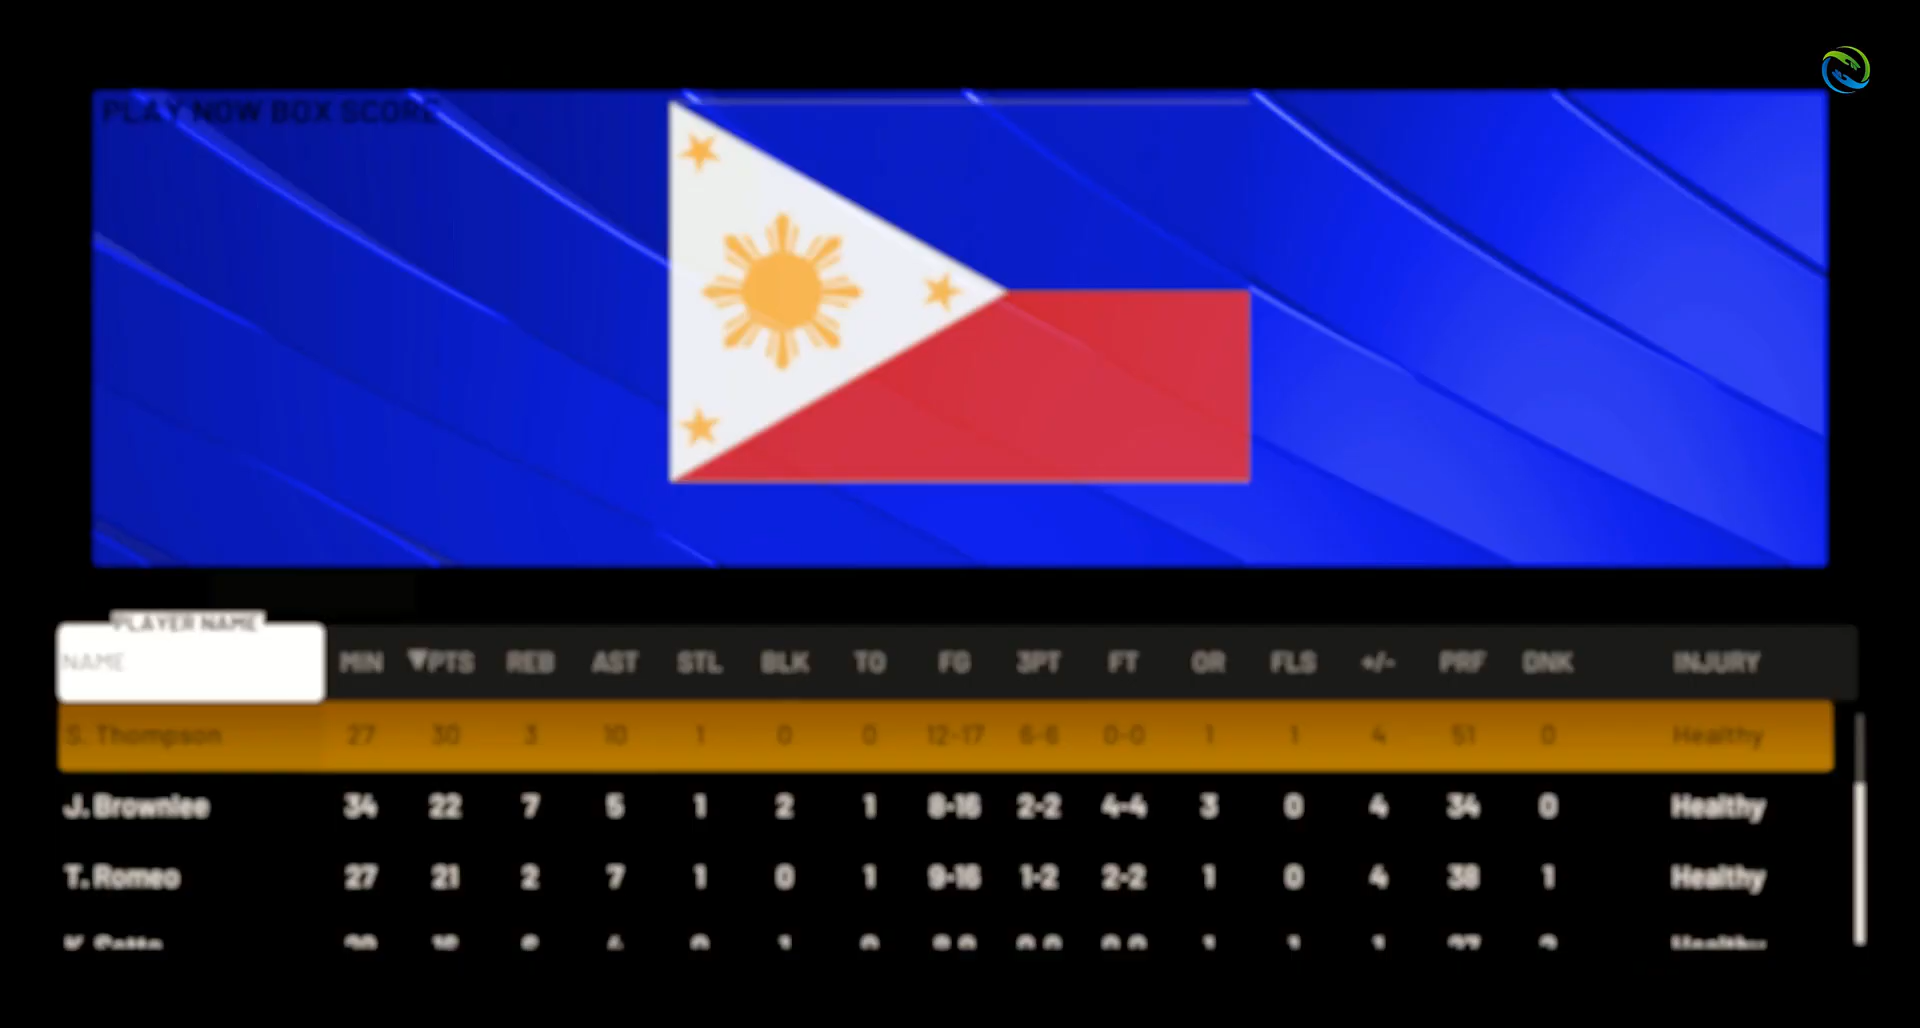 PLAY NOW BOX SCORE
PLAYER NAME
NAME MIN ▼PTS REB AST STL BLK TO FG 3PT FT OR FLS +/- PRF DNK INJURY
S. Thompson 27 30 3 10 1 0 0 12-17 6-6 0-0 1 1 4 51 0 Healthy
J. Brownlee 34 22 7 5 1 2 1 8-16 2-2 4-4 3 0 4 34 0 Healthy
T. Romeo 27 21 2 7 1 0 1 9-16 1-2 2-2 1 0 4 38 1 Healthy